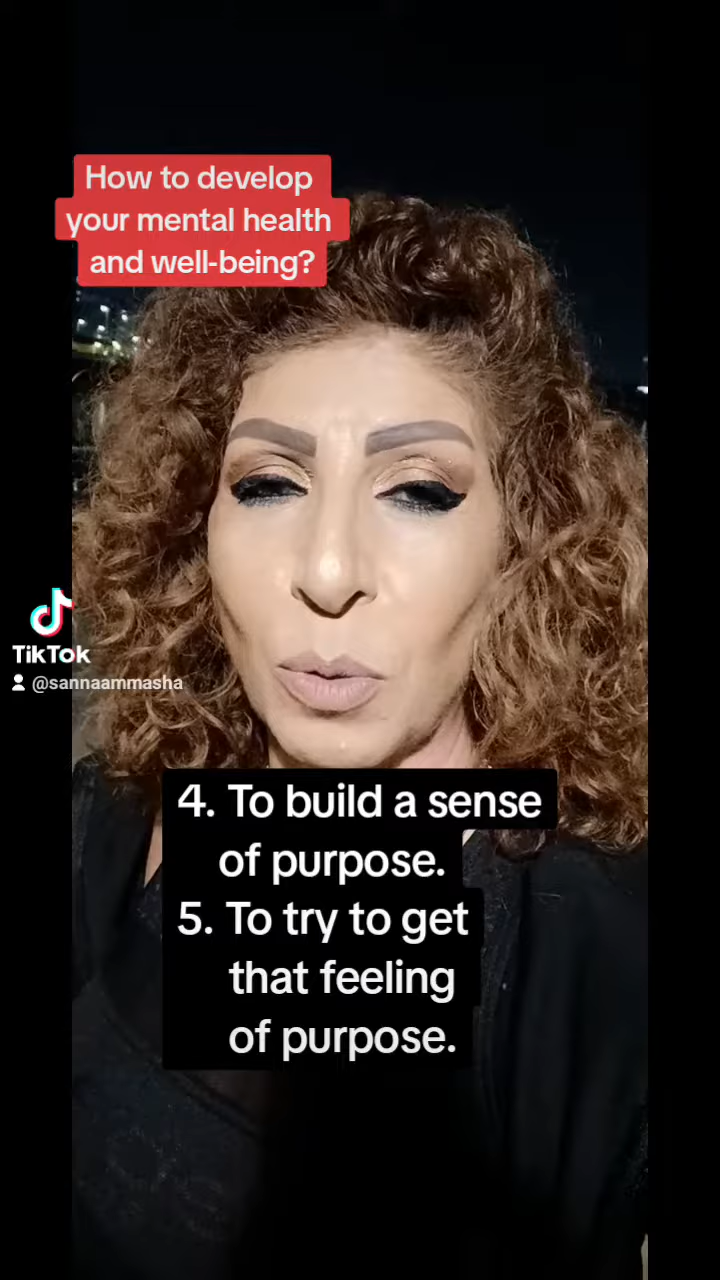 How to develop
your mental health
and well-being?
TikTok
@sannaammasha
4. To build a sense
of purpose.
5. To try to get
that feeling
of purpose.